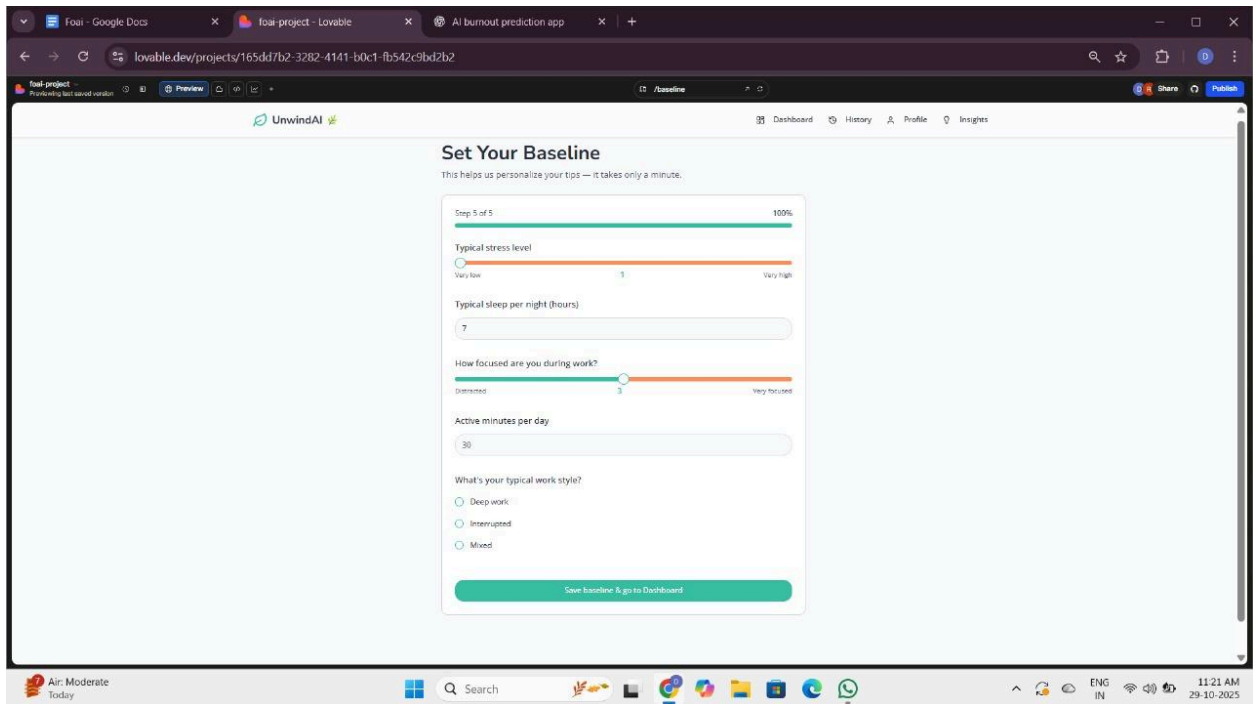 Foai - Google Docs
foai-project - Lovable
AI burnout prediction app
lovable.dev/projects/165dd7b2-3282-4141-b0c1-fb542c9bd2b2
D
foai-project
Previewing last saved version
Preview
/baseline
Share
Publish
UnwindAI
Dashboard
History
Profile
Insights
Set Your Baseline
This helps us personalize your tips — it takes only a minute.
Step 5 of 5 100%
Typical stress level
Very low 1 Very high
Typical sleep per night (hours)
7
How focused are you during work?
Distracted 3 Very focused
Active minutes per day
30
What's your typical work style?
Deep work
Interrupted
Mixed
Save baseline & go to Dashboard
7
Air: Moderate
Today
Search
ENG
IN
11:21 AM
29-10-2025